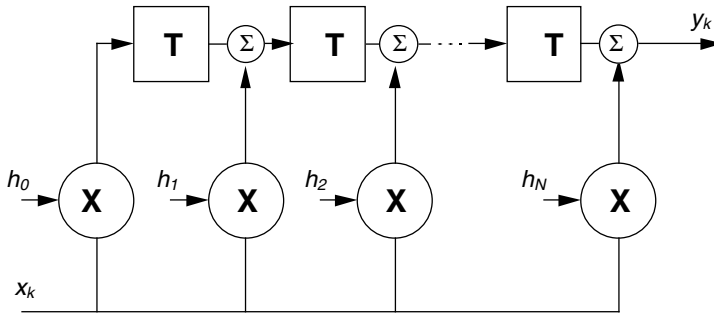 y_k
T Σ T Σ T Σ
h_0 X h_1 X h_2 X h_N X
x_k